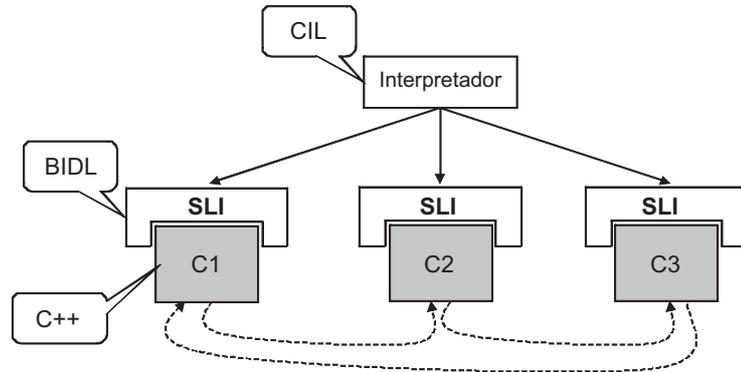 CIL
Interpretador
BIDL
SLI SLI SLI
C1 C2 C3
C++